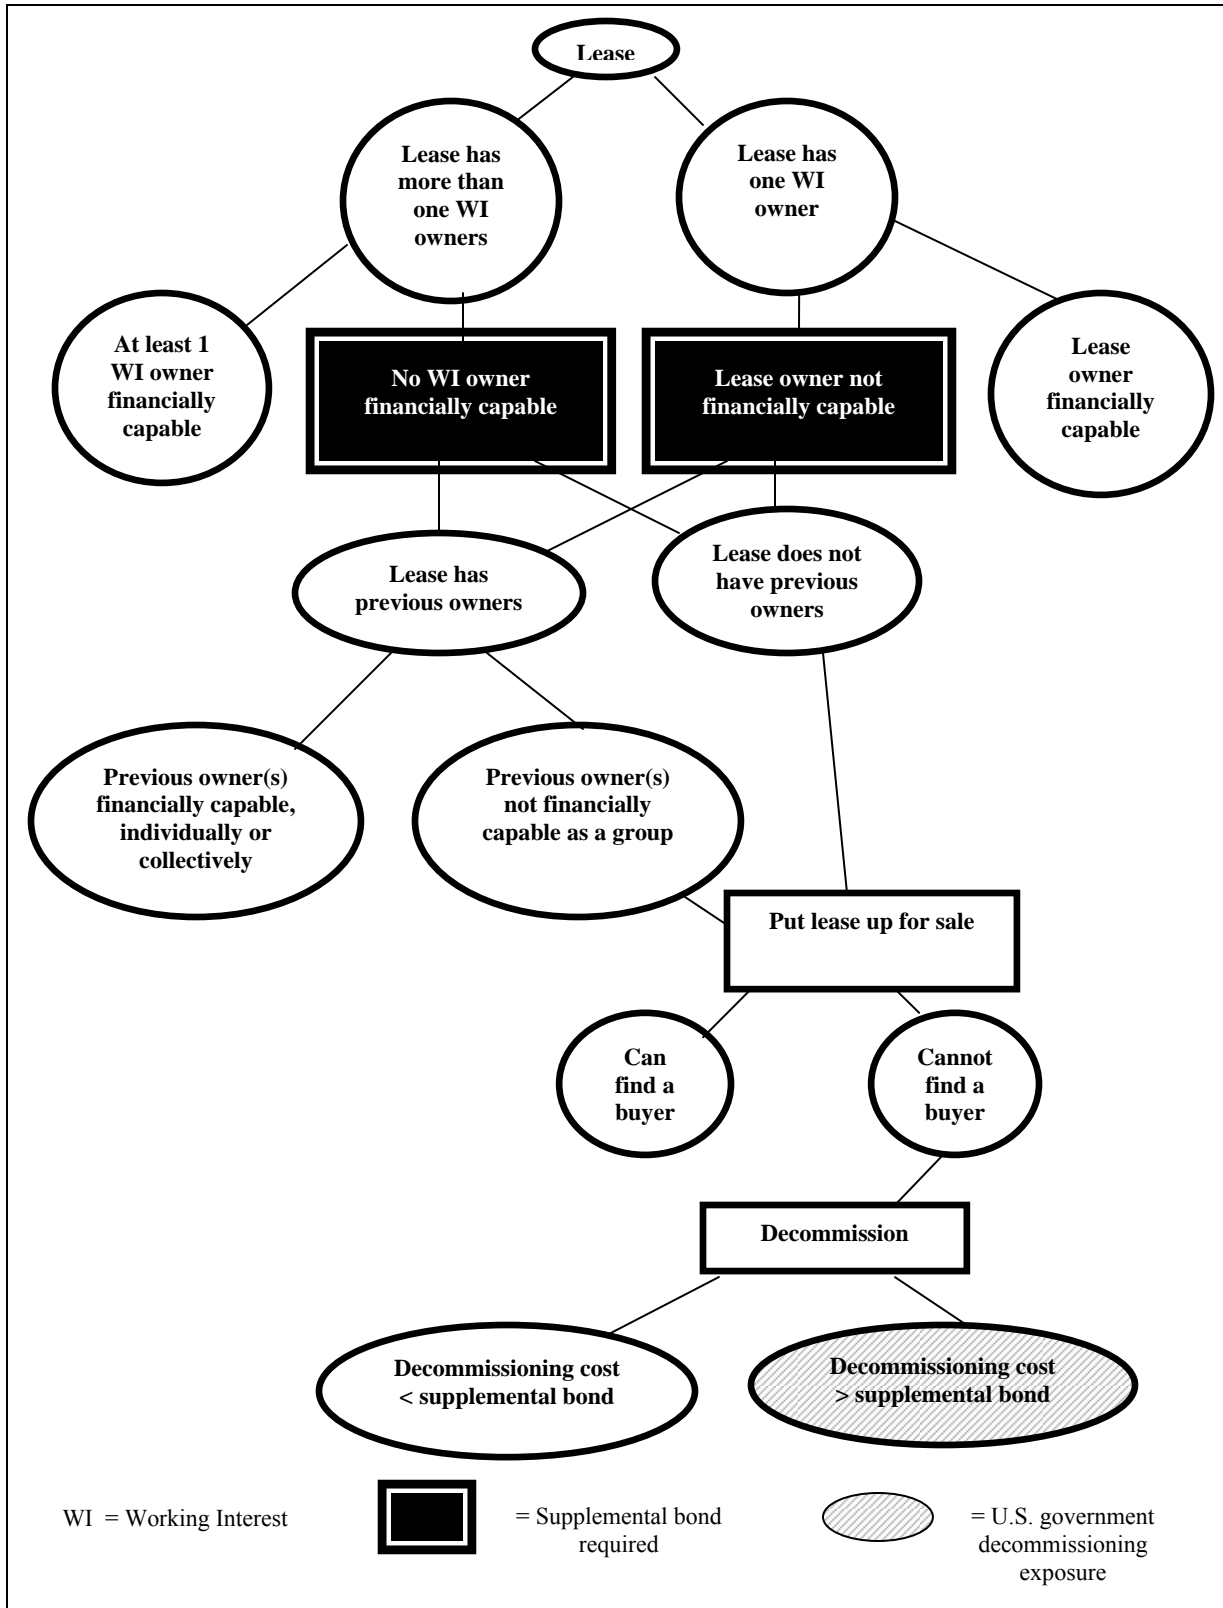 Lease
Lease has
more than
one WI
owners
Lease has
one WI
owner
At least 1
WI owner
financially
capable
No WI owner
financially capable
Lease owner not
financially capable
Lease
owner
financially
capable
Lease has
previous owners
Lease does not
have previous
owners
Previous owner(s)
financially capable,
individually or
collectively
Previous owner(s)
not financially
capable as a group
Put lease up for sale
Can
find a
buyer
Cannot
find a
buyer
Decommission
Decommissioning cost
< supplemental bond
Decommissioning cost
> supplemental bond
WI = Working Interest
= Supplemental bond
required
= U.S. government
decommissioning
exposure